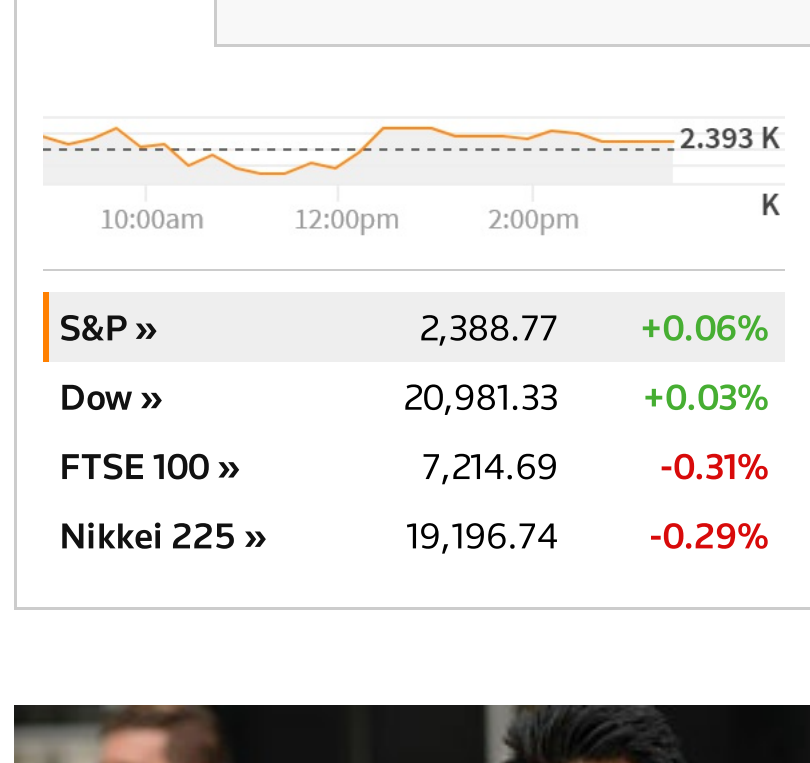 2.393 K
K
10:00am 12:00pm 2:00pm
S&P » 2,388.77 +0.06%
Dow » 20,981.33 +0.03%
FTSE 100 » 7,214.69 -0.31%
Nikkei 225 » 19,196.74 -0.29%